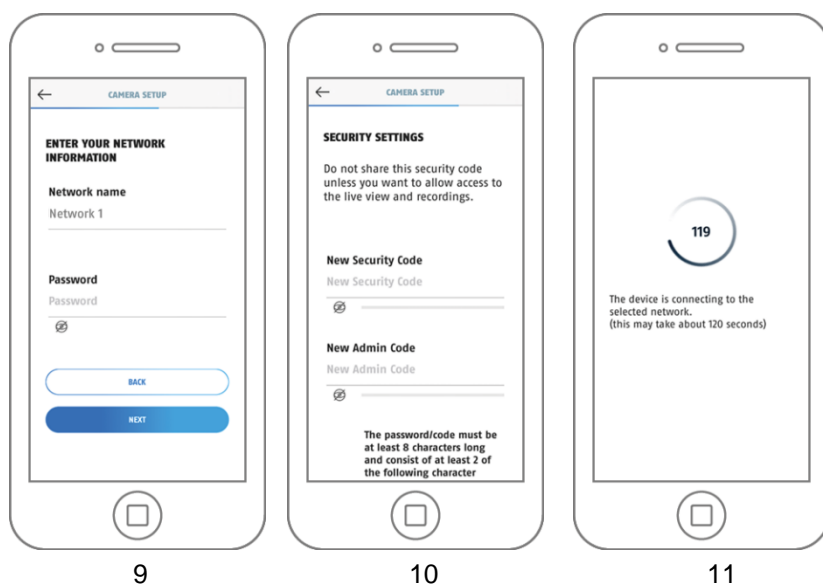 CAMERA SETUP
ENTER YOUR NETWORK
INFORMATION
Network name
Network 1
Password
Password
BACK
NEXT
9
CAMERA SETUP
SECURITY SETTINGS
Do not share this security code
unless you want to allow access to
the live view and recordings.
New Security Code
New Security Code
New Admin Code
New Admin Code
The password/code must be
at least 8 characters long
and consist of at least 2 of
the following character
10
119
The device is connecting to the
selected network.
(this may take about 120 seconds)
11